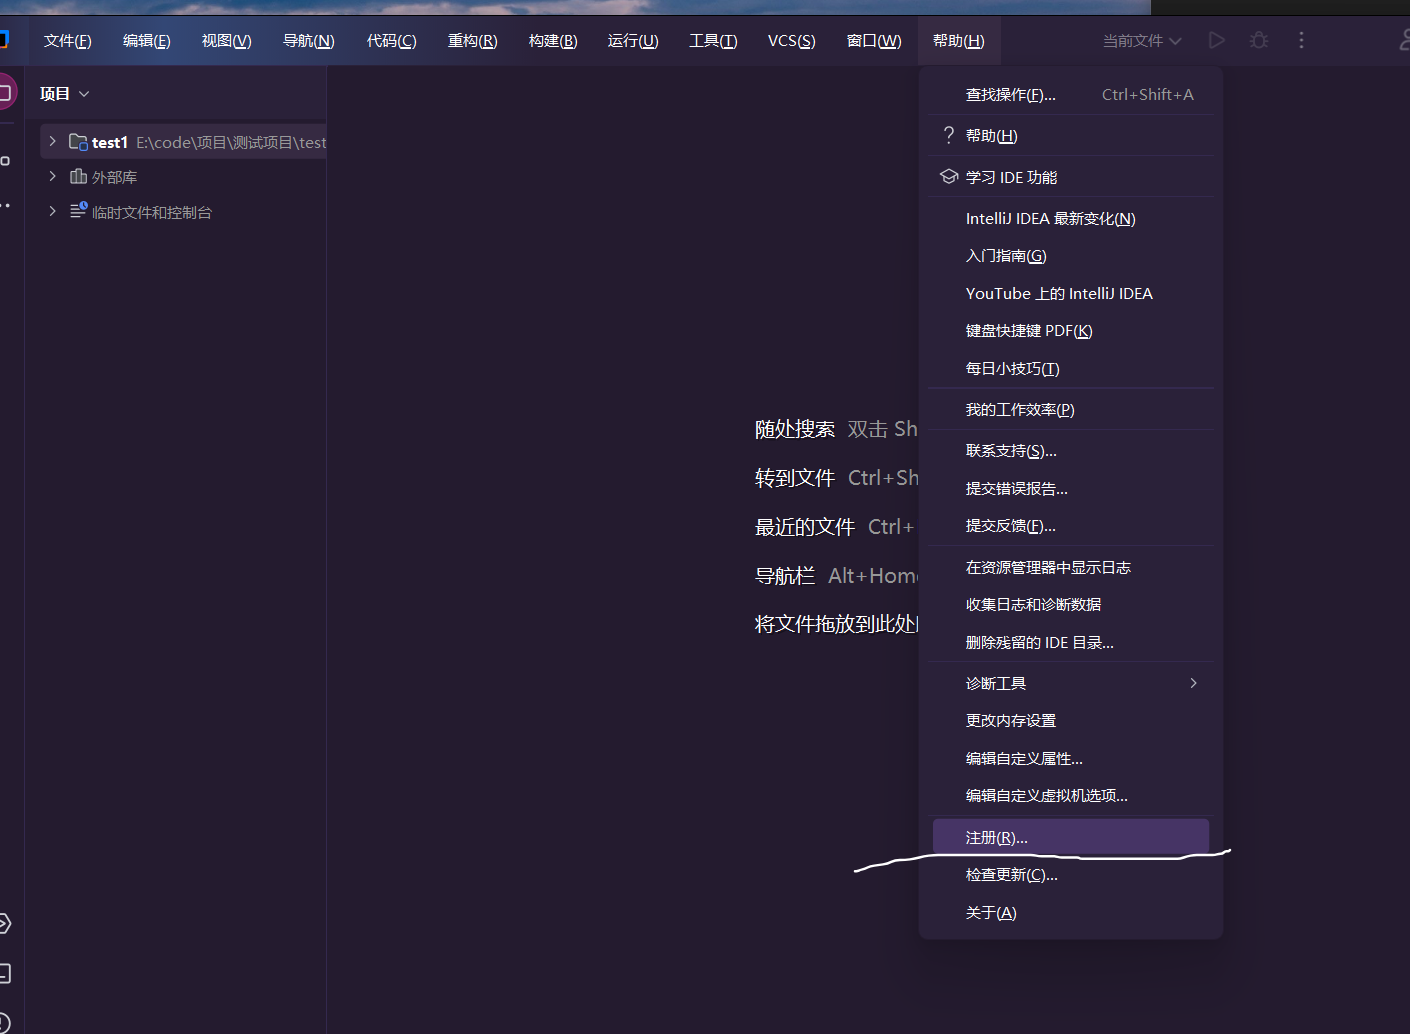 文件(F) 编辑(E) 视图(V) 导航(N) 代码(C) 重构(R) 构建(B) 运行(U) 工具(T) VCS(S) 窗口(W) 帮助(H) 当前文件
项目
test1 E:\code\项目\测试项目\test
外部库
临时文件和控制台
随处搜索 双击 Sh
转到文件 Ctrl+Sh
最近的文件 Ctrl+
导航栏 Alt+Home
将文件拖放到此处
查找操作(F)... Ctrl+Shift+A
帮助(H)
学习 IDE 功能
IntelliJ IDEA 最新变化(N)
入门指南(G)
YouTube 上的 IntelliJ IDEA
键盘快捷键 PDF(K)
每日小技巧(T)
我的工作效率(P)
联系支持(S)...
提交错误报告...
提交反馈(F)...
在资源管理器中显示日志
收集日志和诊断数据
删除残留的 IDE 目录...
诊断工具
更改内存设置
编辑自定义属性...
编辑自定义虚拟机选项...
注册(R)...
检查更新(C)...
关于(A)